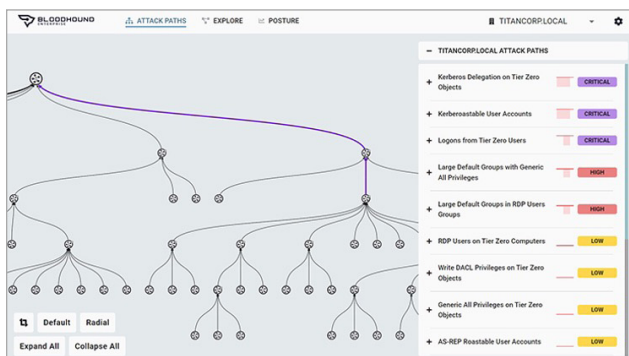 BLOODHOUND
ENTERPRISE
ATTACK PATHS
EXPLORE
POSTURE
TITANCORP.LOCAL
TITANCORP.LOCAL ATTACK PATHS
Kerberos Delegation on Tier Zero
Objects
CRITICAL
Kerberoastable User Accounts
CRITICAL
Logons from Tier Zero Users
CRITICAL
Large Default Groups with Generic
All Privileges
HIGH
Large Default Groups in RDP Users
Groups
HIGH
RDP Users on Tier Zero Computers
LOW
Write DACL Privileges on Tier Zero
Objects
LOW
Generic All Privileges on Tier Zero
Objects
LOW
AS-REP Roastable User Accounts
LOW
Default
Radial
Expand All
Collapse All